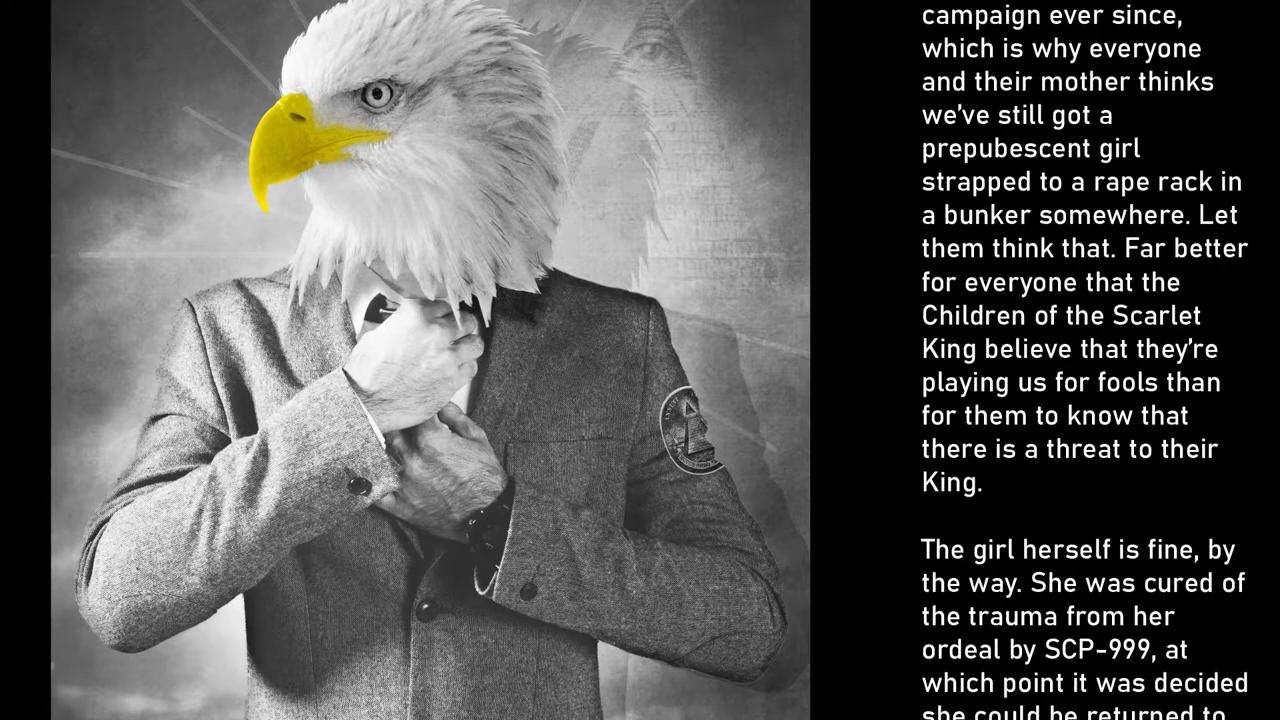 campaign ever since,
which is why everyone
and their mother thinks
we've still got a
prepubescent girl
strapped to a rape rack in
a bunker somewhere. Let
them think that. Far better
for everyone that the
Children of the Scarlet
King believe that they're
playing us for fools than
for them to know that
there is a threat to their
King.
The girl herself is fine, by
the way. She was cured of
the trauma from her
ordeal by SCP-999, at
which point it was decided
she could be returned to